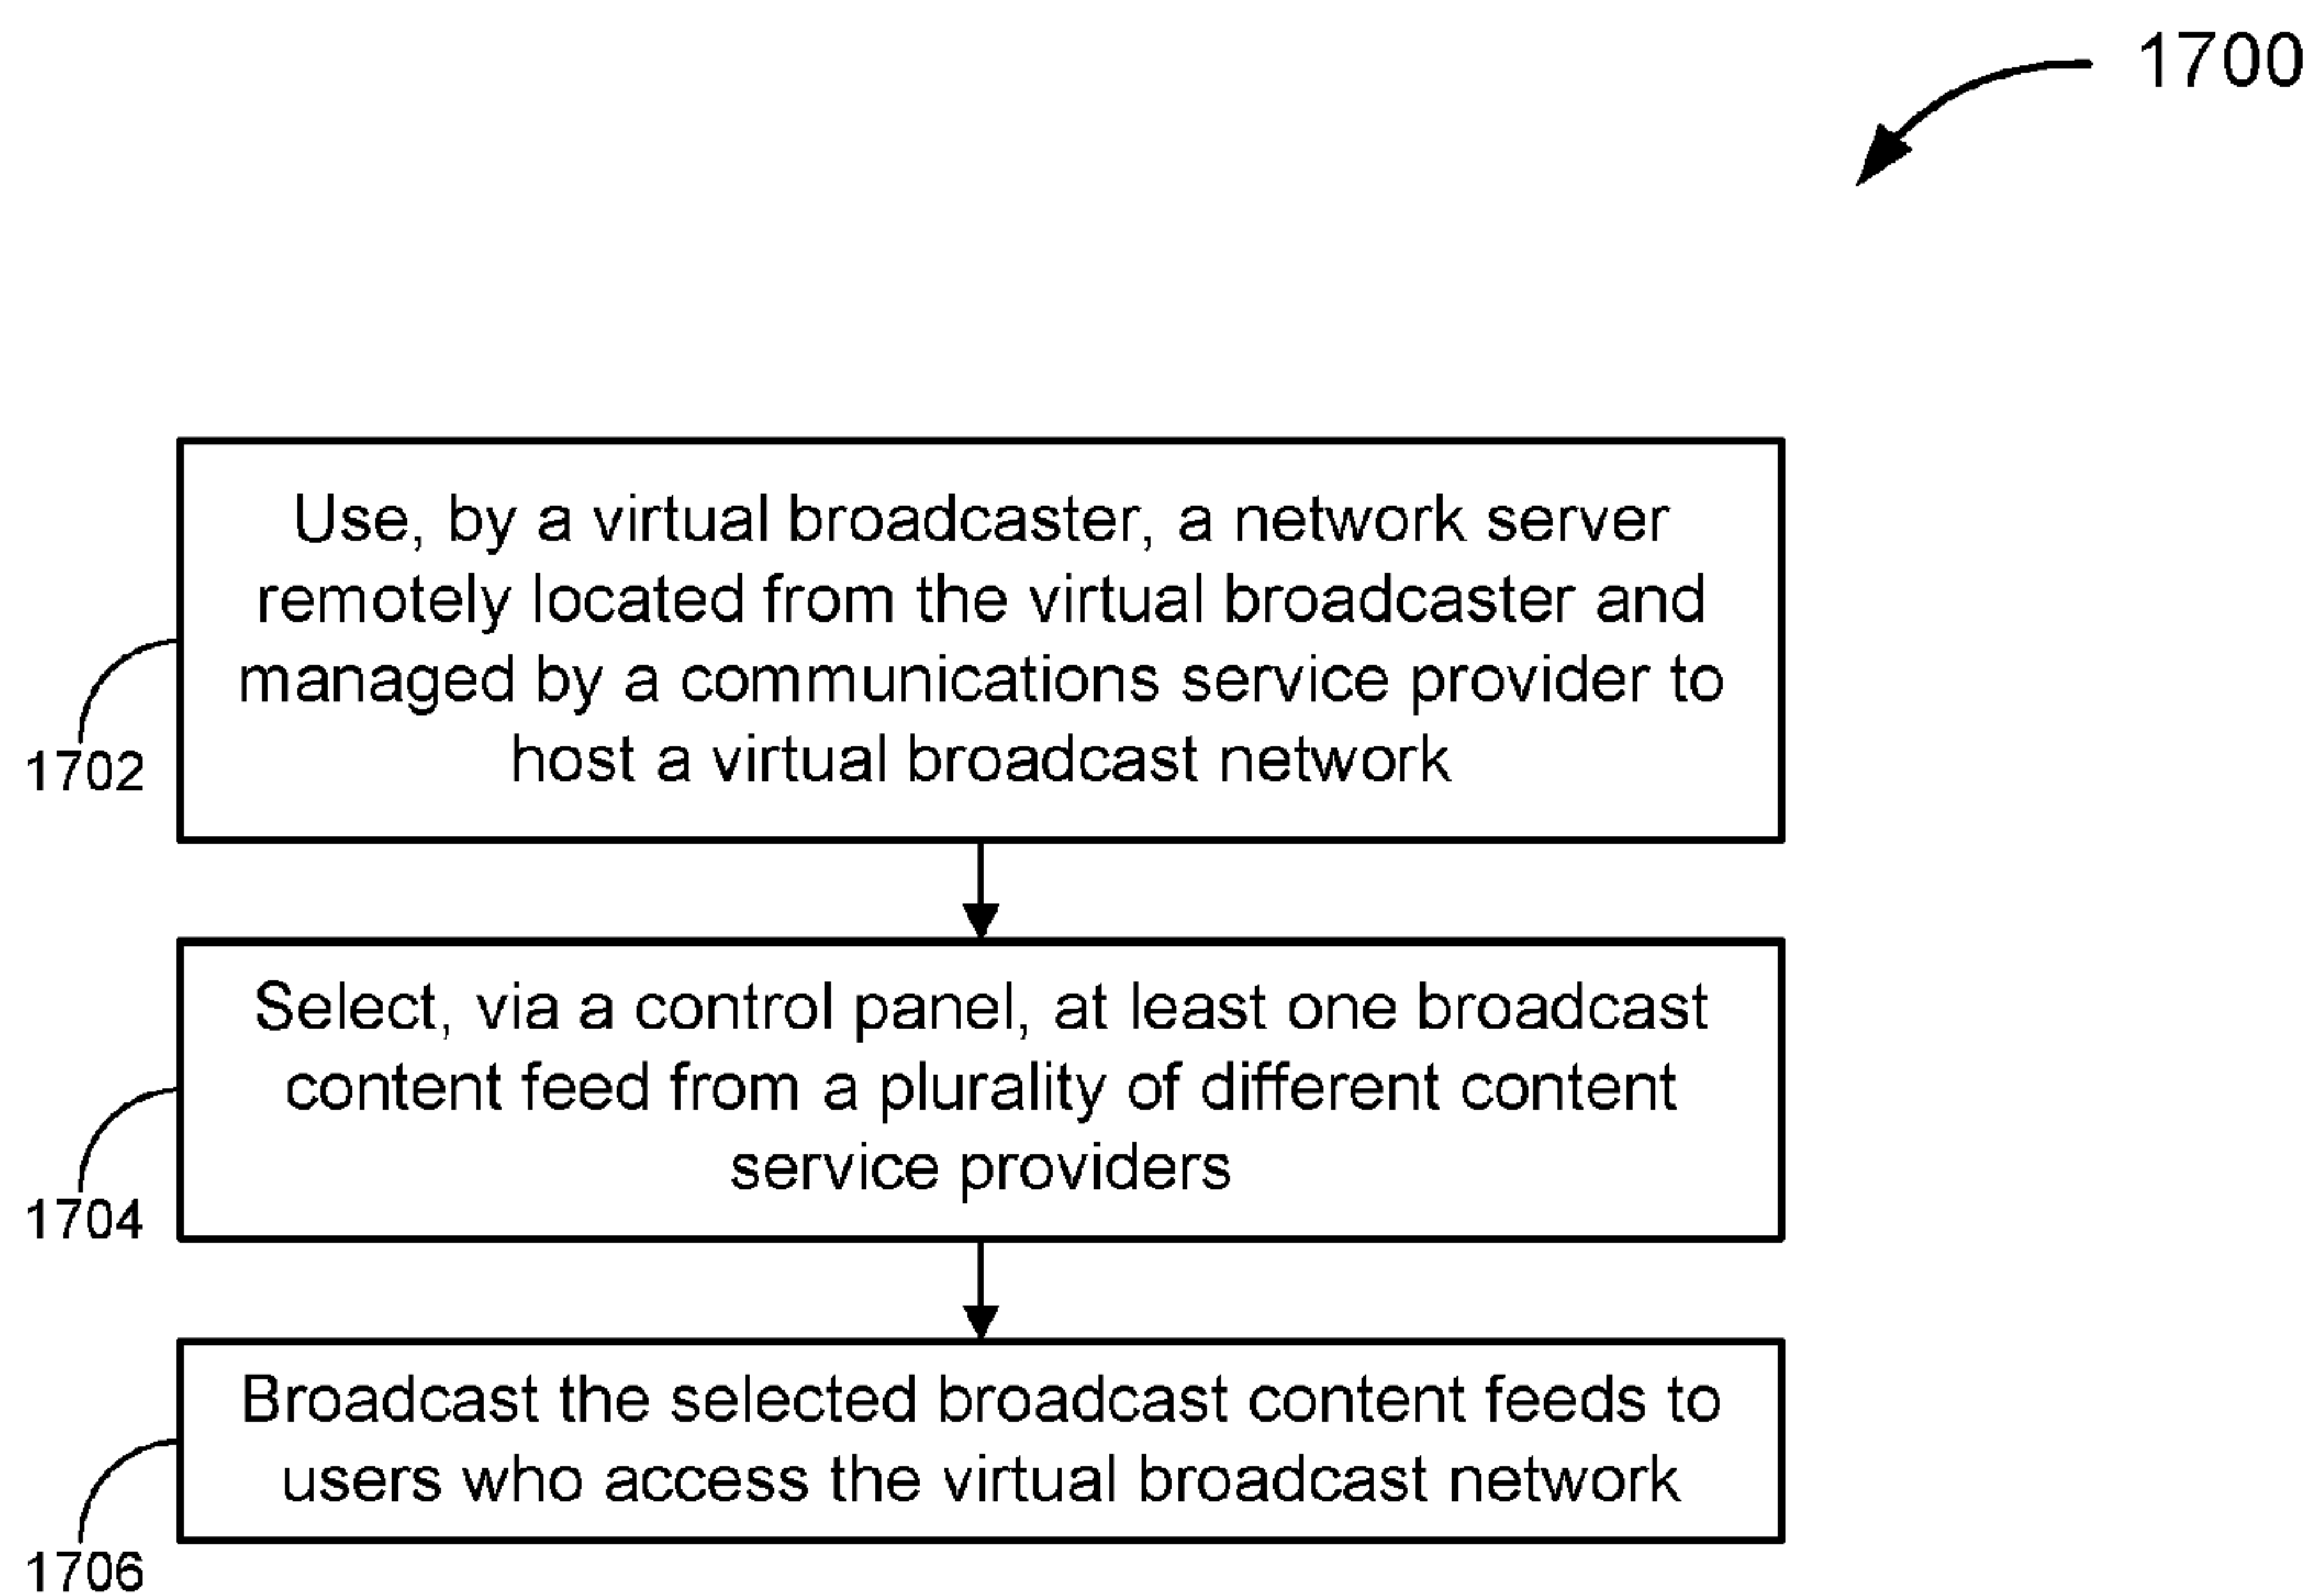 1700
Use, by a virtual broadcaster, a network server
remotely located from the virtual broadcaster and
managed by a communications service provider to
host a virtual broadcast network
1702
Select, via a control panel, at least one broadcast
content feed from a plurality of different content
service providers
1704
Broadcast the selected broadcast content feeds to
users who access the virtual broadcast network
1706